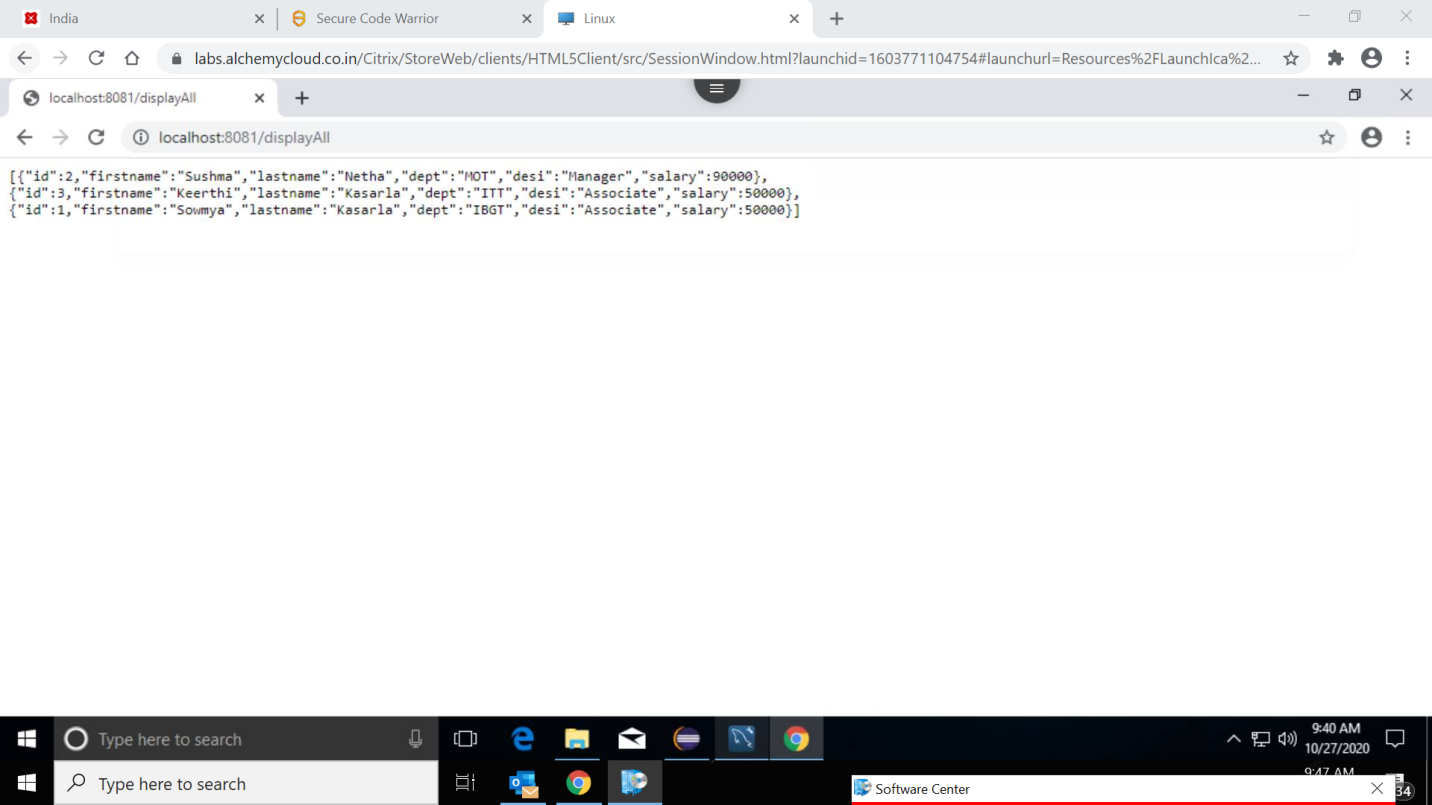 India
Secure Code Warrior
Linux
labs.alchemycloud.co.in/Citrix/StoreWeb/clients/HTML5Client/src/SessionWindow.html?launchid=1603771104754#launchurl=Resources%2FLaunchIca%2...
localhost:8081/displayAll
localhost:8081/displayAll
[{"id":2,"firstname":"Sushma","lastname":"Netha","dept":"MOT","desi":"Manager","salary":90000},
{"id":3,"firstname":"Keerthi","lastname":"Kasarla","dept":"ITT","desi":"Associate","salary":50000},
{"id":1,"firstname":"Sowmya","lastname":"Kasarla","dept":"IBGT","desi":"Associate","salary":50000}]
Type here to search
9:40 AM
10/27/2020
Type here to search
9:47 AM
Software Center
34